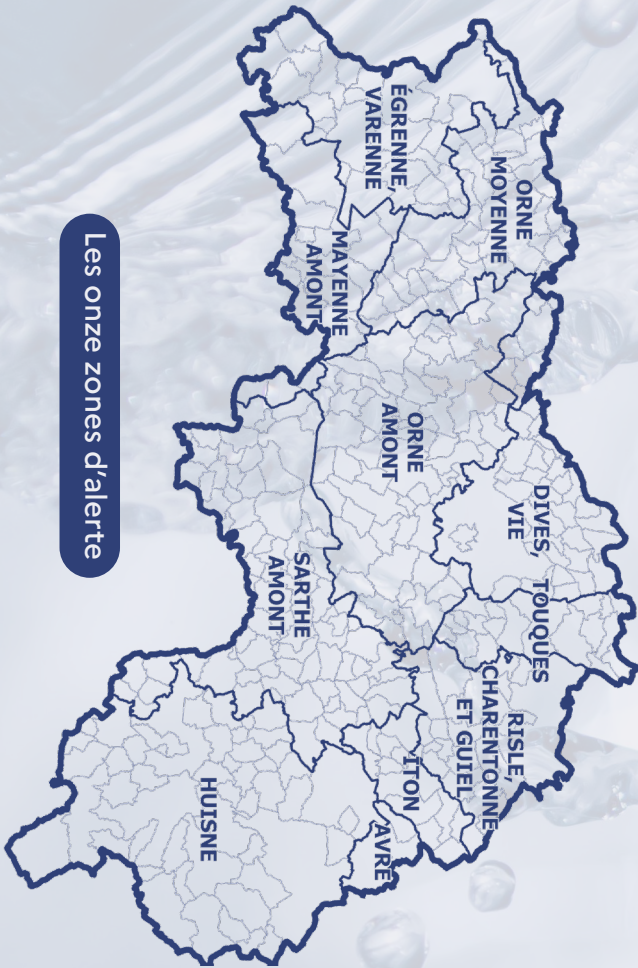 Les onze zones d'alerte
ÉGRENNE,
VARENNE
ORNE
MOYENNE
MAYENNE
AMONT
ORNE
AMONT
DIVES,
VIE
TOUQUES
RISLE,
CHARENTONNE
ET GUIEL
SARTHE
AMONT
ITON
AVRE
HUISNE